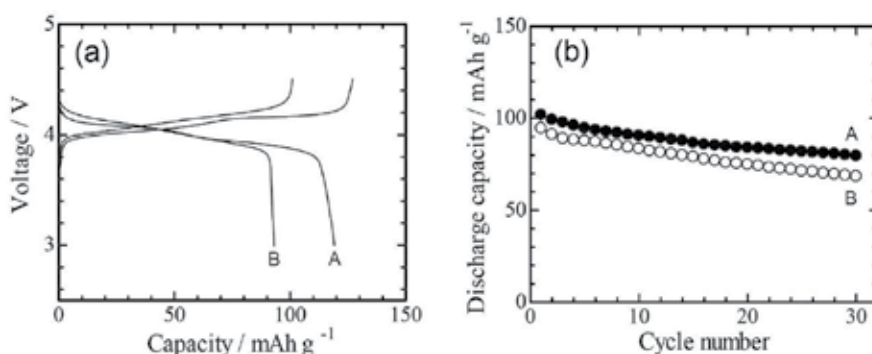 (a)
5
4
3
Voltage / V
B
A
0
50
100
150
Capacity / mAh g⁻¹
(b)
150
100
50
0
Discharge capacity / mAh g⁻¹
A
B
0
10
20
30
Cycle number